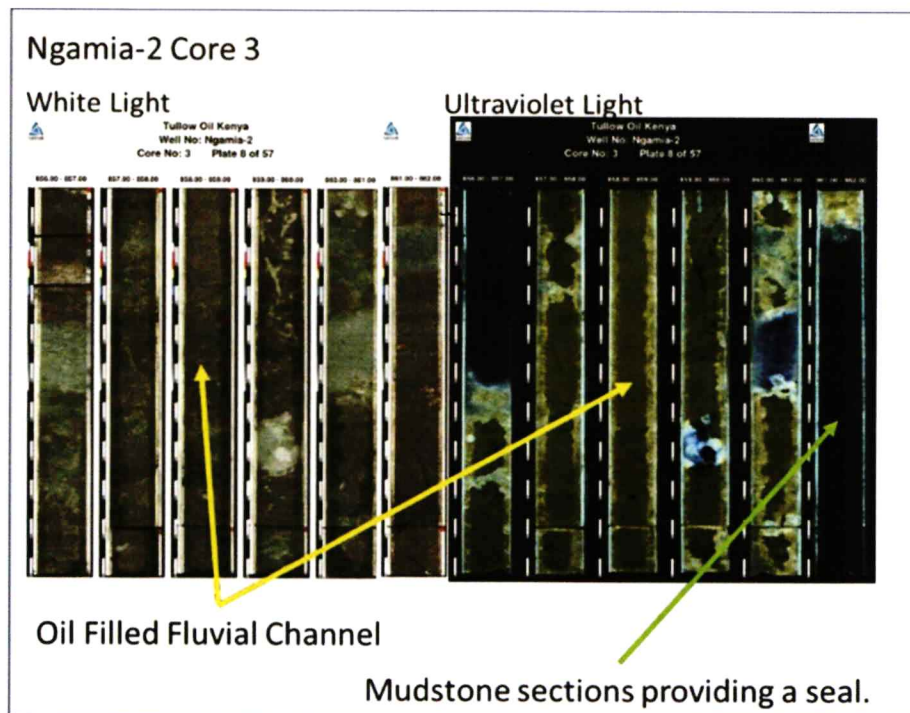 Ngamia-2 Core 3
White Light
Ultraviolet Light
Tullow Oil Kenya
Well No: Ngamia-2
Core No: 3 Plate 8 of 57
Tullow Oil Kenya
Well No: Ngamia-2
Core No: 3 Plate 8 of 57
Oil Filled Fluvial Channel
Mudstone sections providing a seal.